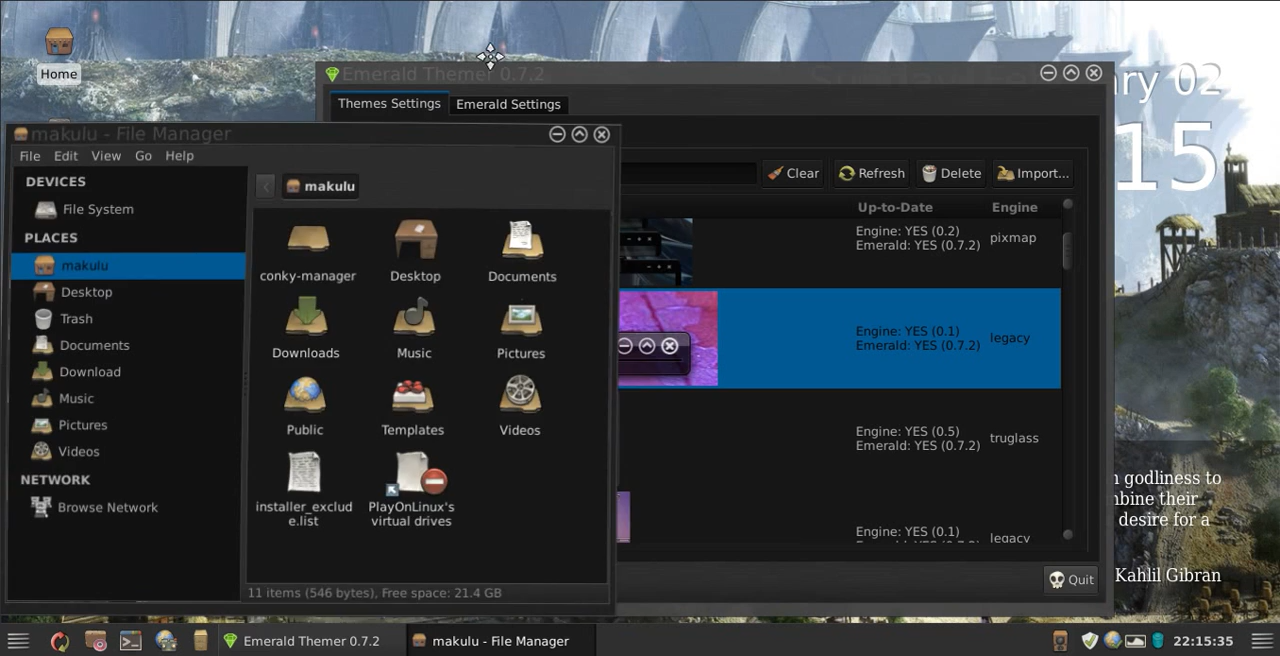 Home
Emerald Themer 0.7.2
Sunday February 02
15
Themes Settings
Emerald Settings
makulu - File Manager
File Edit View Go Help
DEVICES
File System
PLACES
makulu
Desktop
Trash
Documents
Download
Music
Pictures
Videos
NETWORK
Browse Network
makulu
conky-manager
Desktop
Documents
Downloads
Music
Pictures
Public
Templates
Videos
installer_exclud
e.list
PlayOnLinux's
virtual drives
11 items (546 bytes), Free space: 21.4 GB
Clear
Refresh
Delete
Import...
Up-to-Date
Engine
Engine: YES (0.2)
Emerald: YES (0.7.2)
pixmap
Engine: YES (0.1)
Emerald: YES (0.7.2)
legacy
Engine: YES (0.5)
Emerald: YES (0.7.2)
truglass
Engine: YES (0.1)
legacy
Quit
godliness to
their
desire for a
Kahlil Gibran
Emerald Themer 0.7.2
makulu - File Manager
22:15:35